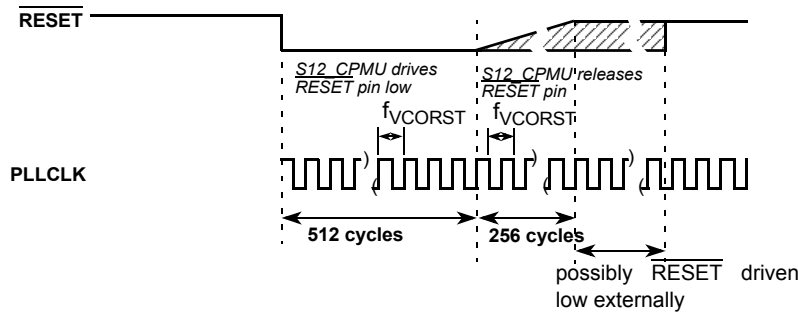 RESET
S12_CPMU drives
RESET pin low
S12_CPMU releases
RESET pin
fVCORST
fVCORST
PLLCLK
512 cycles
256 cycles
possibly RESET driven
low externally